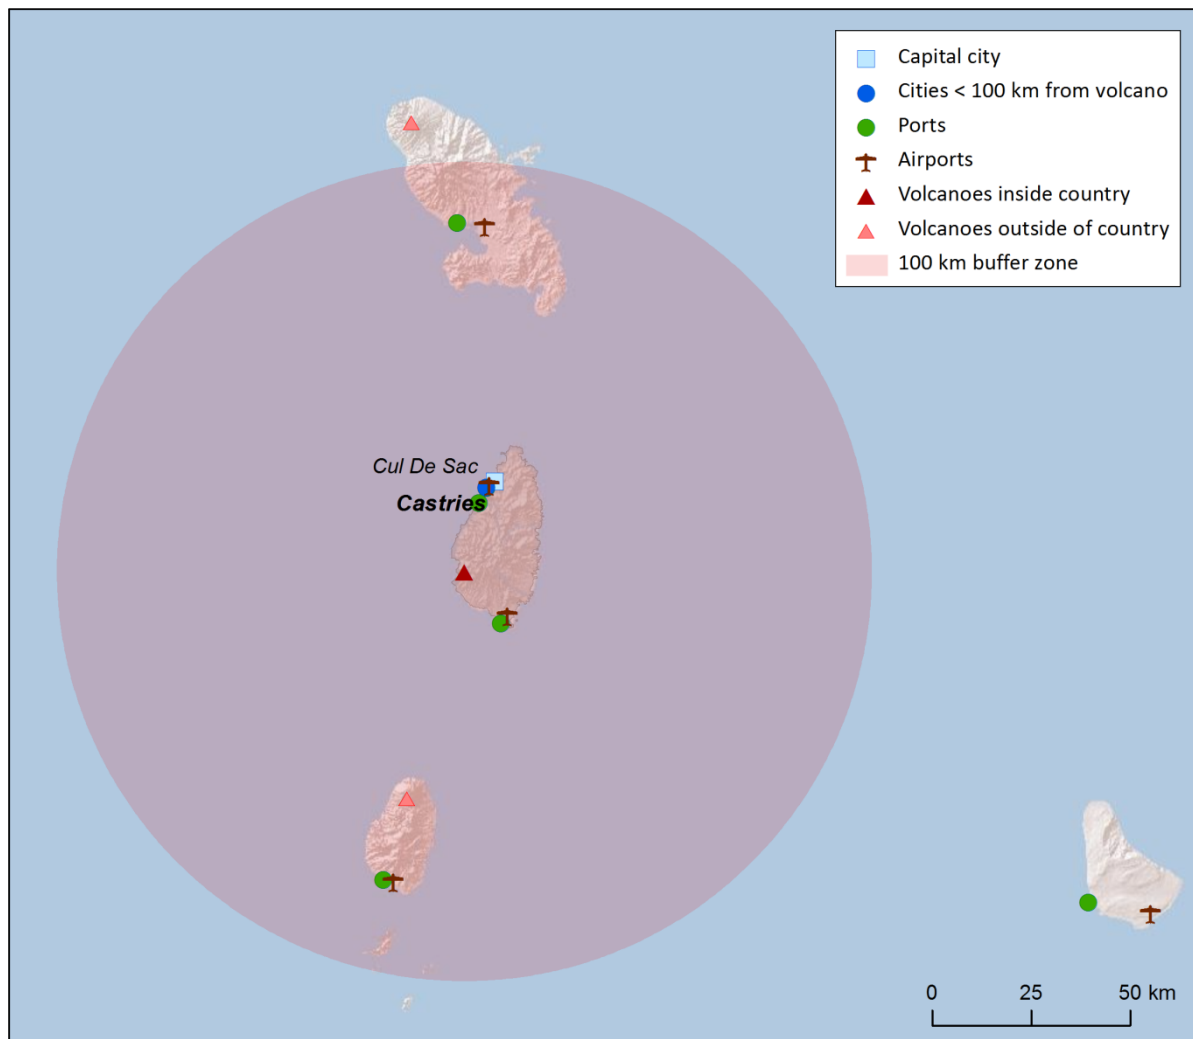 Capital city
Cities < 100 km from volcano
Ports
Airports
Volcanoes inside country
Volcanoes outside of country
100 km buffer zone
Cul De Sac
Castries
0 25 50 km